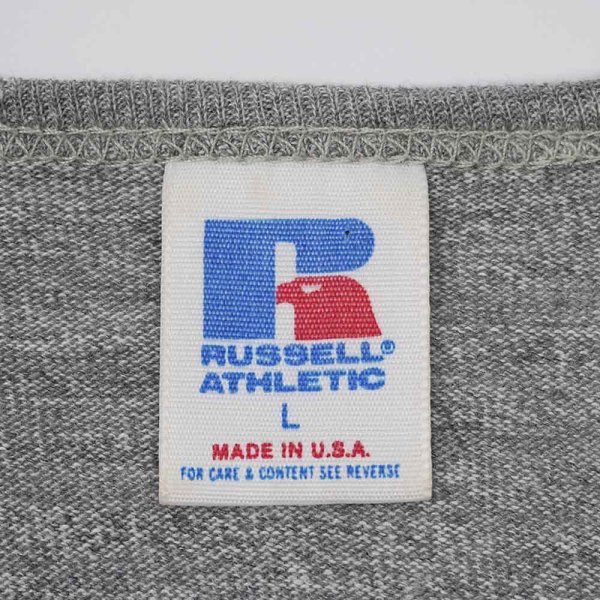 R
RUSSELL®
ATHLETIC
L
MADE IN U.S.A.
FOR CARE & CONTENT SEE REVERSE